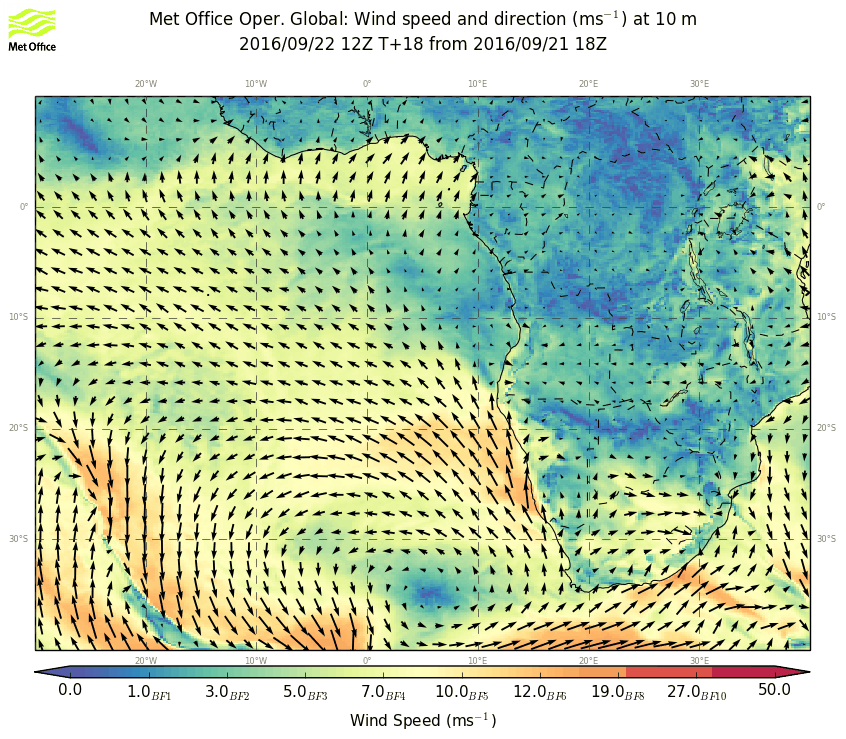 Met Office Oper. Global: Wind speed and direction (ms⁻¹) at 10 m
2016/09/22 12Z T+18 from 2016/09/21 18Z
Met Office
20°W 10°W 0° 10°E 20°E 30°E
0° 0°
10°S 10°S
20°S 20°S
30°S 30°S
20°W 10°W 0° 10°E 20°E 30°E
0.0 1.0BF1 3.0BF2 5.0BF3 7.0BF4 10.0BF5 12.0BF6 19.0BF8 27.0BF10 50.0
Wind Speed (ms⁻¹)